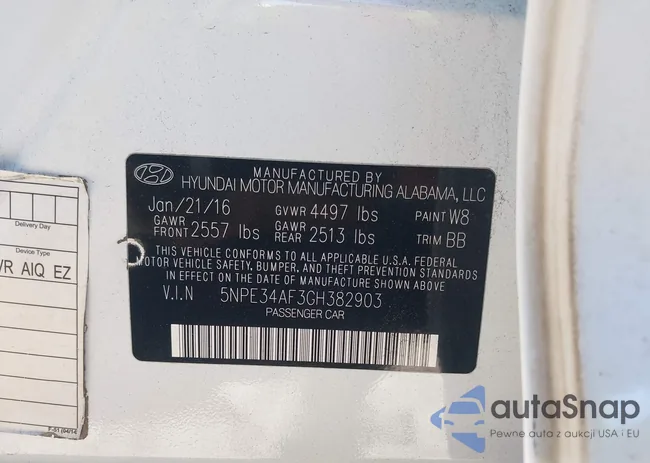 MANUFACTURED BY
HYUNDAI MOTOR MANUFACTURING ALABAMA, LLC
Jan/21/16 GVWR 4497 lbs PAINT W8
GAWR FRONT 2557 lbs GAWR REAR 2513 lbs TRIM BB
THIS VEHICLE CONFORMS TO ALL APPLICABLE U.S.A. FEDERAL
MOTOR VEHICLE SAFETY, BUMPER, AND THEFT PREVENTION STANDARDS
IN EFFECT ON THE DATE OF MANUFACTURE SHOWN ABOVE
V.I.N 5NPE34AF3GH382903
PASSENGER CAR
Delivery Day
Device Type
VR AIQ EZ
autaSnap
Pewne auta z aukcji USA i EU